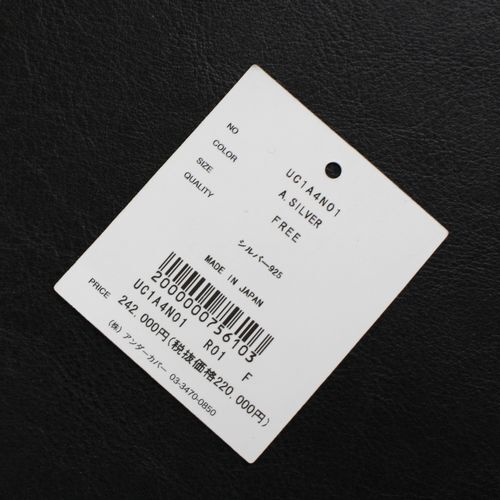 NO UC1A4N01
COLOR A.SILVER
SIZE FREE
QUALITY
シルバー925
MADE IN JAPAN
2000000756103
UC1A4N01 R01 F
PRICE 242.000円(税抜価格220.000円)
(株) アンダーカバー 03-3470-0850